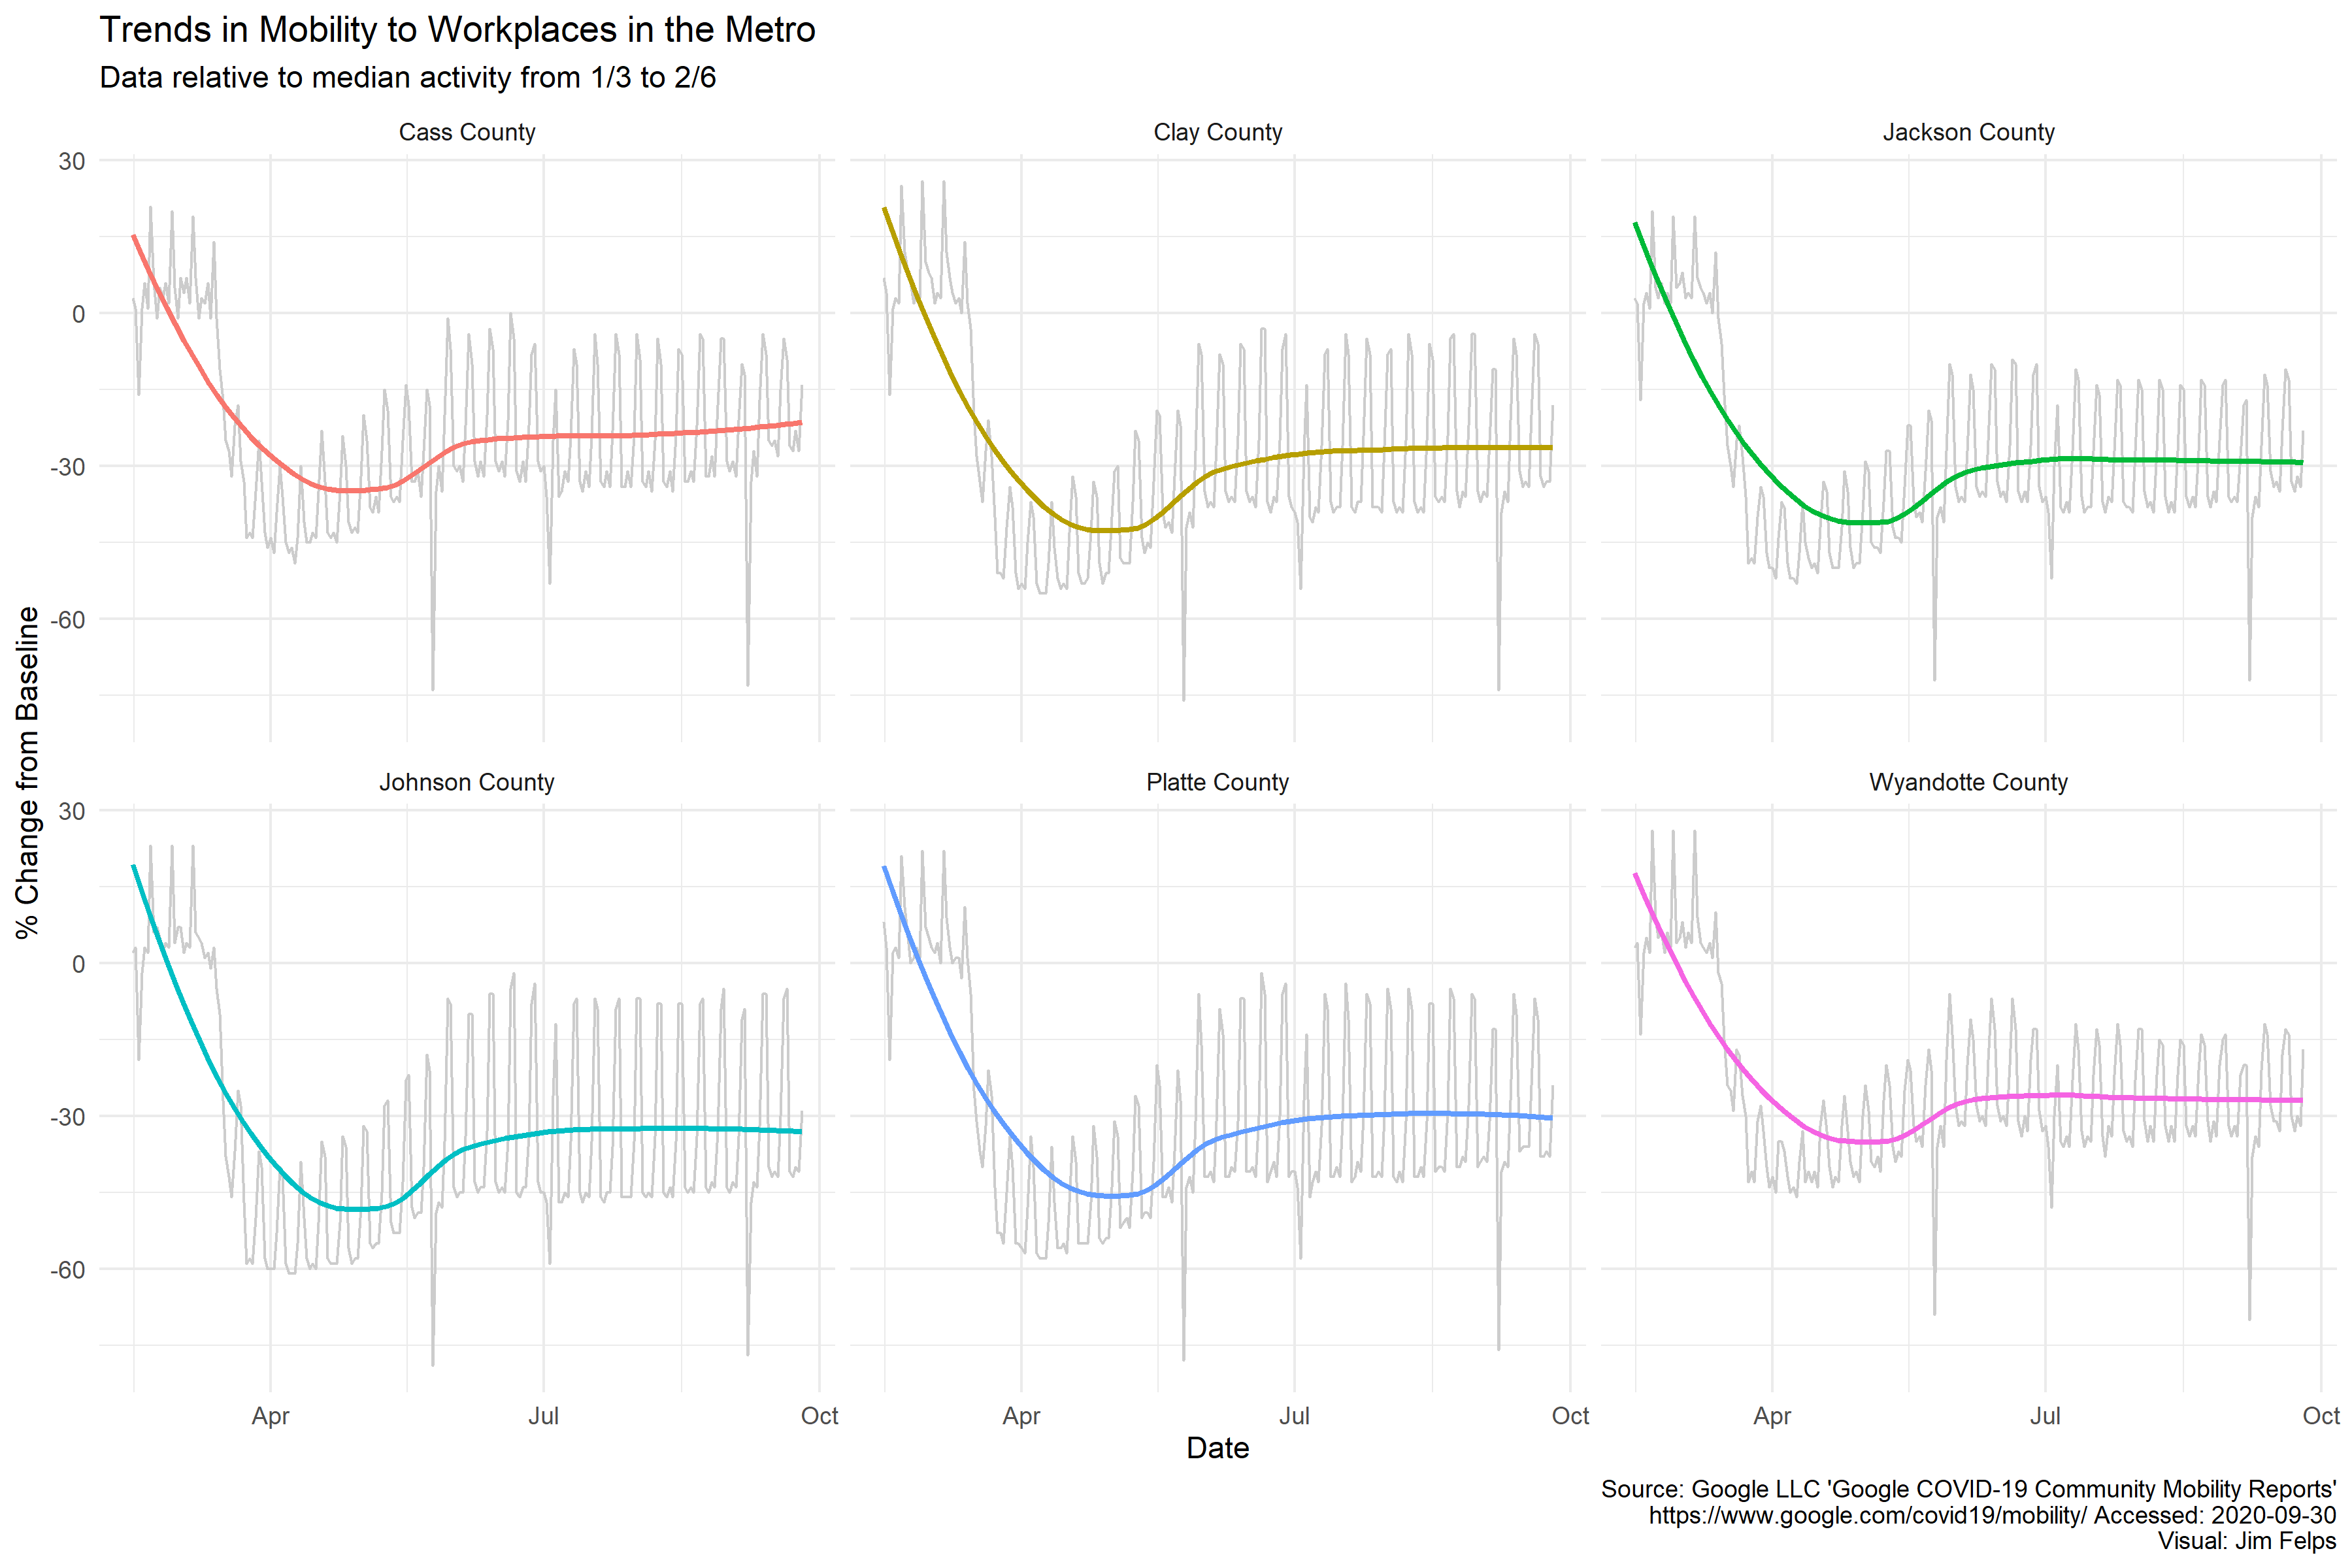 Trends in Mobility to Workplaces in the Metro
Data relative to median activity from 1/3 to 2/6
Cass County
Clay County
Jackson County
30
0
-30
-60
% Change from Baseline
Johnson County
Platte County
Wyandotte County
30
0
-30
-60
Apr
Jul
Oct
Apr
Jul
Oct
Apr
Jul
Oct
Date
Source: Google LLC 'Google COVID-19 Community Mobility Reports'
https://www.google.com/covid19/mobility/ Accessed: 2020-09-30
Visual: Jim Felps